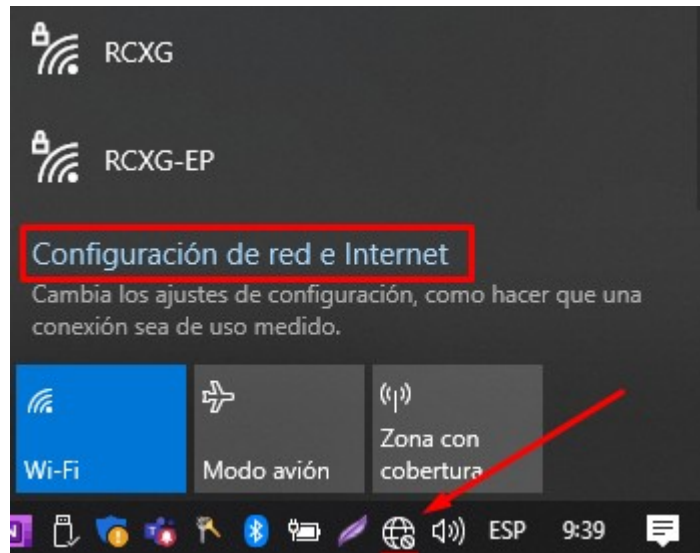 RCXG
RCXG-EP
Configuración de red e Internet
Cambia los ajustes de configuración, como hacer que una
conexión sea de uso medido.
Wi-Fi
Modo avión
Zona con
cobertura
N
ESP
9:39